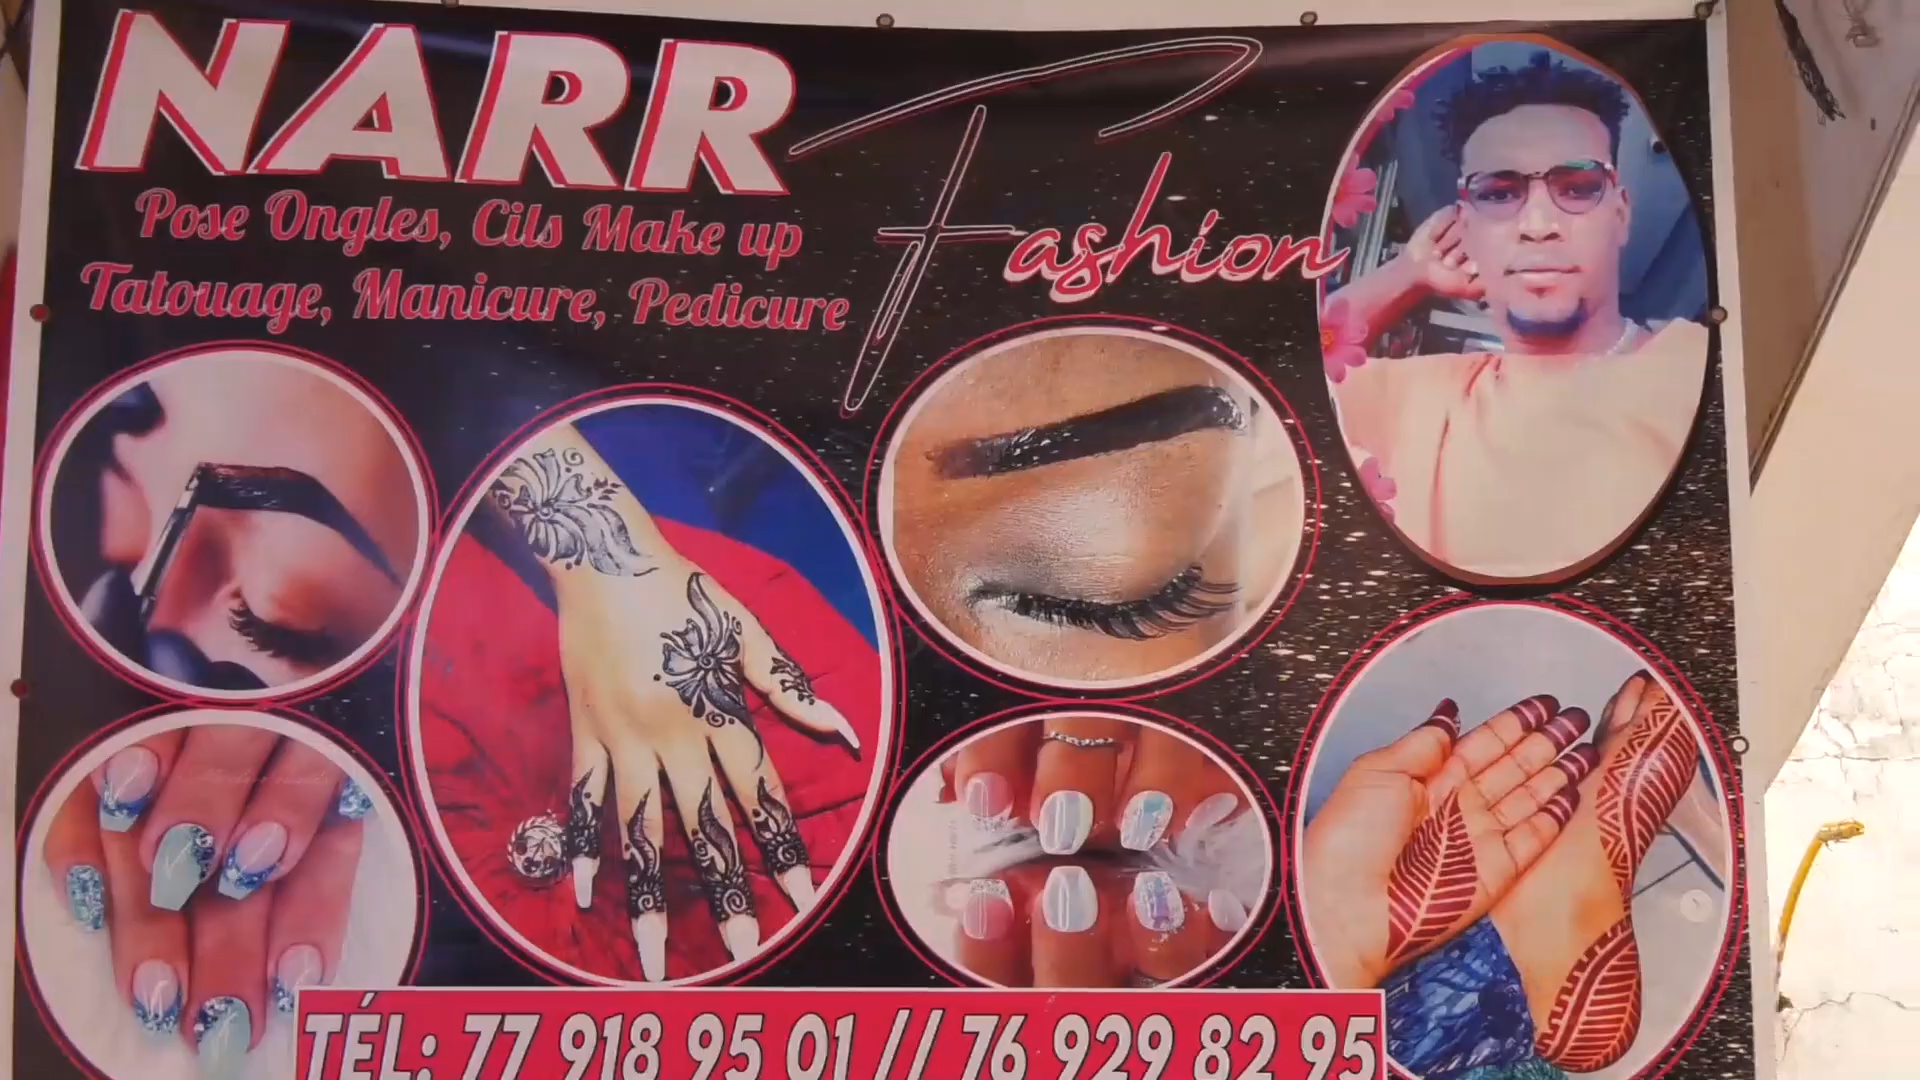 NARR Fashion
Pose Ongles, Cils Make up
Tatouage, Manicure, Pedicure
TÉL: 77 918 95 01 // 76 929 82 95